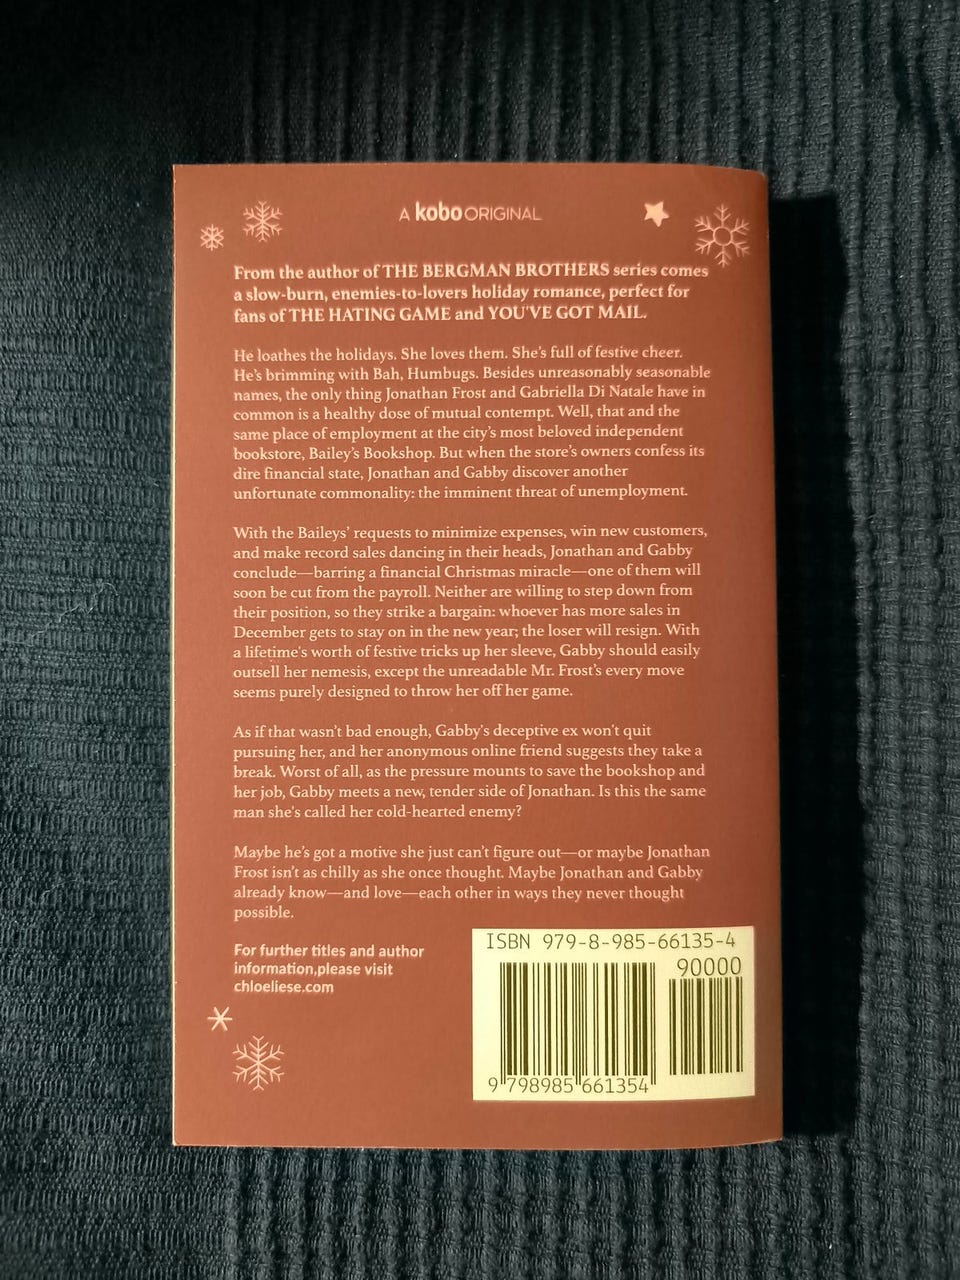 A kobo ORIGINAL
From the author of THE BERGMAN BROTHERS series comes
a slow-burn, enemies-to-lovers holiday romance, perfect for
fans of THE HATING GAME and YOU'VE GOT MAIL.
He loathes the holidays. She loves them. She's full of festive cheer.
He's brimming with Bah, Humbugs. Besides unreasonably seasonable
names, the only thing Jonathan Frost and Gabriella Di Natale have in
common is a healthy dose of mutual contempt. Well, that and the
same place of employment at the city's most beloved independent
bookstore, Bailey's Bookshop. But when the store's owners confess its
dire financial state, Jonathan and Gabby discover another
unfortunate commonality: the imminent threat of unemployment.
With the Baileys' requests to minimize expenses, win new customers,
and make record sales dancing in their heads, Jonathan and Gabby
conclude—barring a financial Christmas miracle—one of them will
soon be cut from the payroll. Neither are willing to step down from
their position, so they strike a bargain: whoever has more sales in
December gets to stay on in the new year; the loser will resign. With
a lifetime's worth of festive tricks up her sleeve, Gabby should easily
outsell her nemesis, except the unreadable Mr. Frost's every move
seems purely designed to throw her off her game.
As if that wasn't bad enough, Gabby's deceptive ex won't quit
pursuing her, and her anonymous online friend suggests they take a
break. Worst of all, as the pressure mounts to save the bookshop and
her job, Gabby meets a new, tender side of Jonathan. Is this the same
man she's called her cold-hearted enemy?
Maybe he's got a motive she just can't figure out—or maybe Jonathan
Frost isn't as chilly as she once thought. Maybe Jonathan and Gabby
already know—and love—each other in ways they never thought
possible.
For further titles and author
information,please visit
chloeliese.com
ISBN 979-8-985-66135-4
90000
9 798985 661354